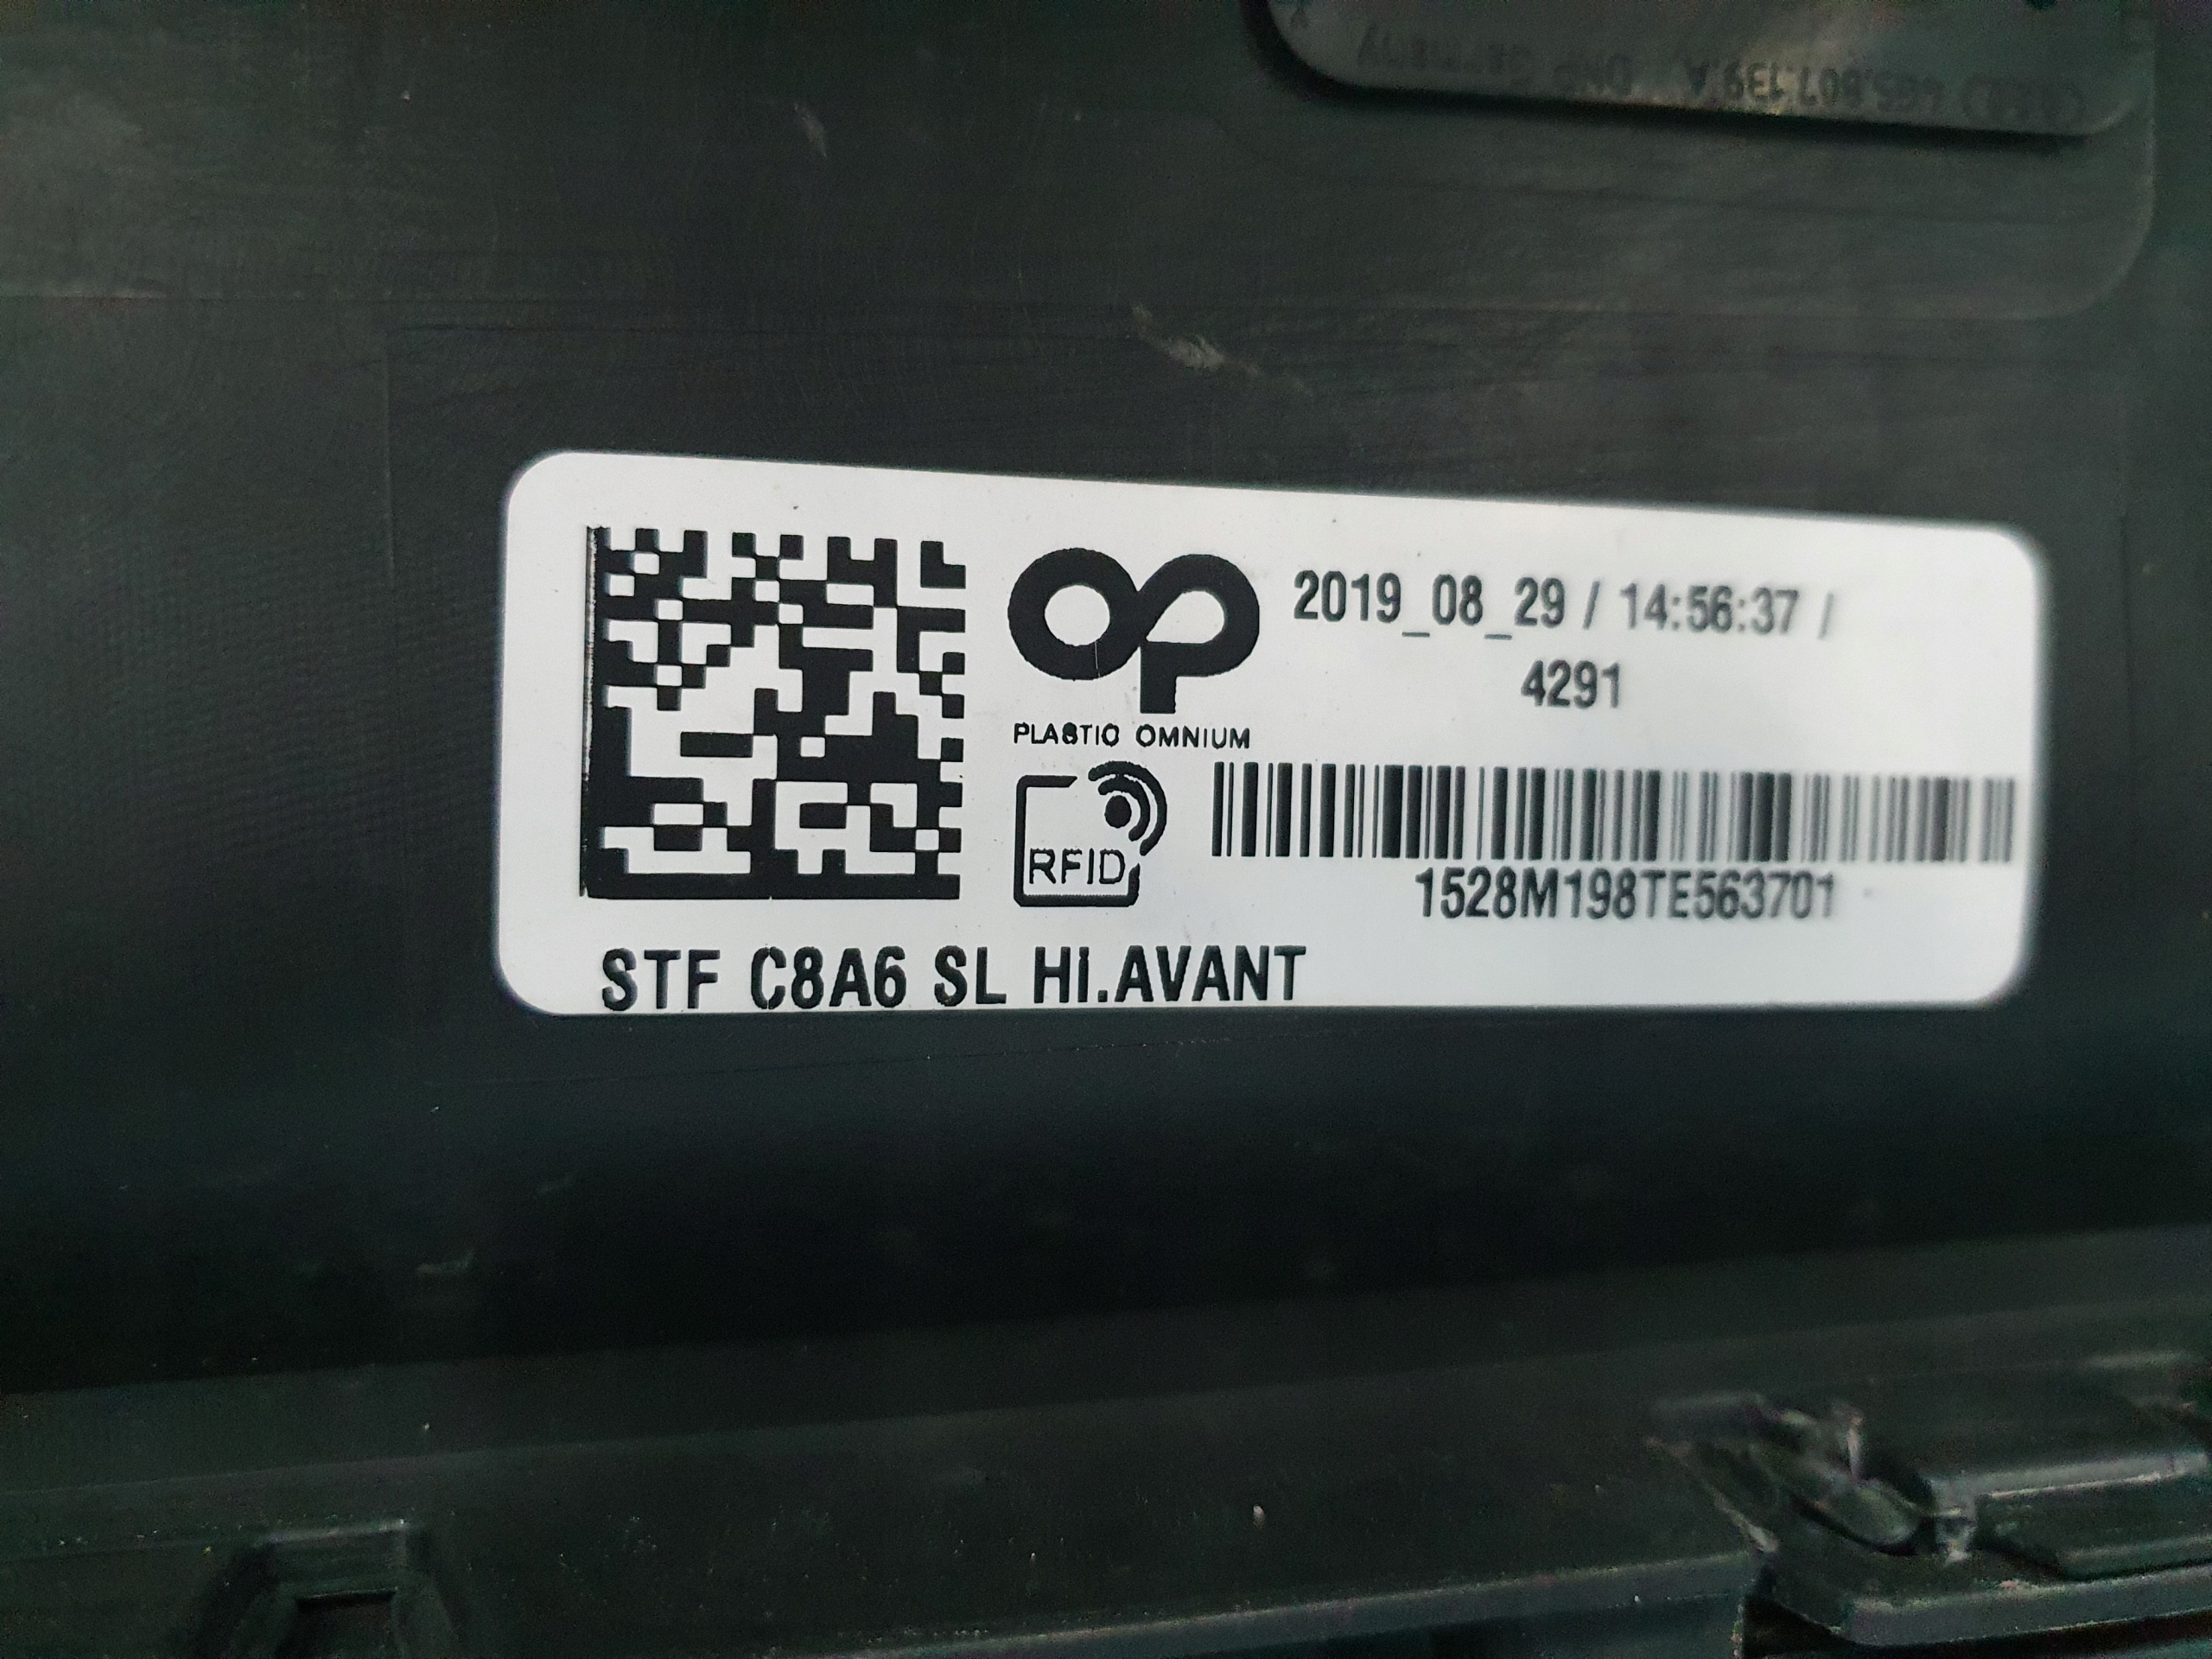 2019_08_29 / 14:56:37 /
4291
PLASTIC OMNIUM
RFID
1528M198TE563701
STF C8A6 SL HI.AVANT